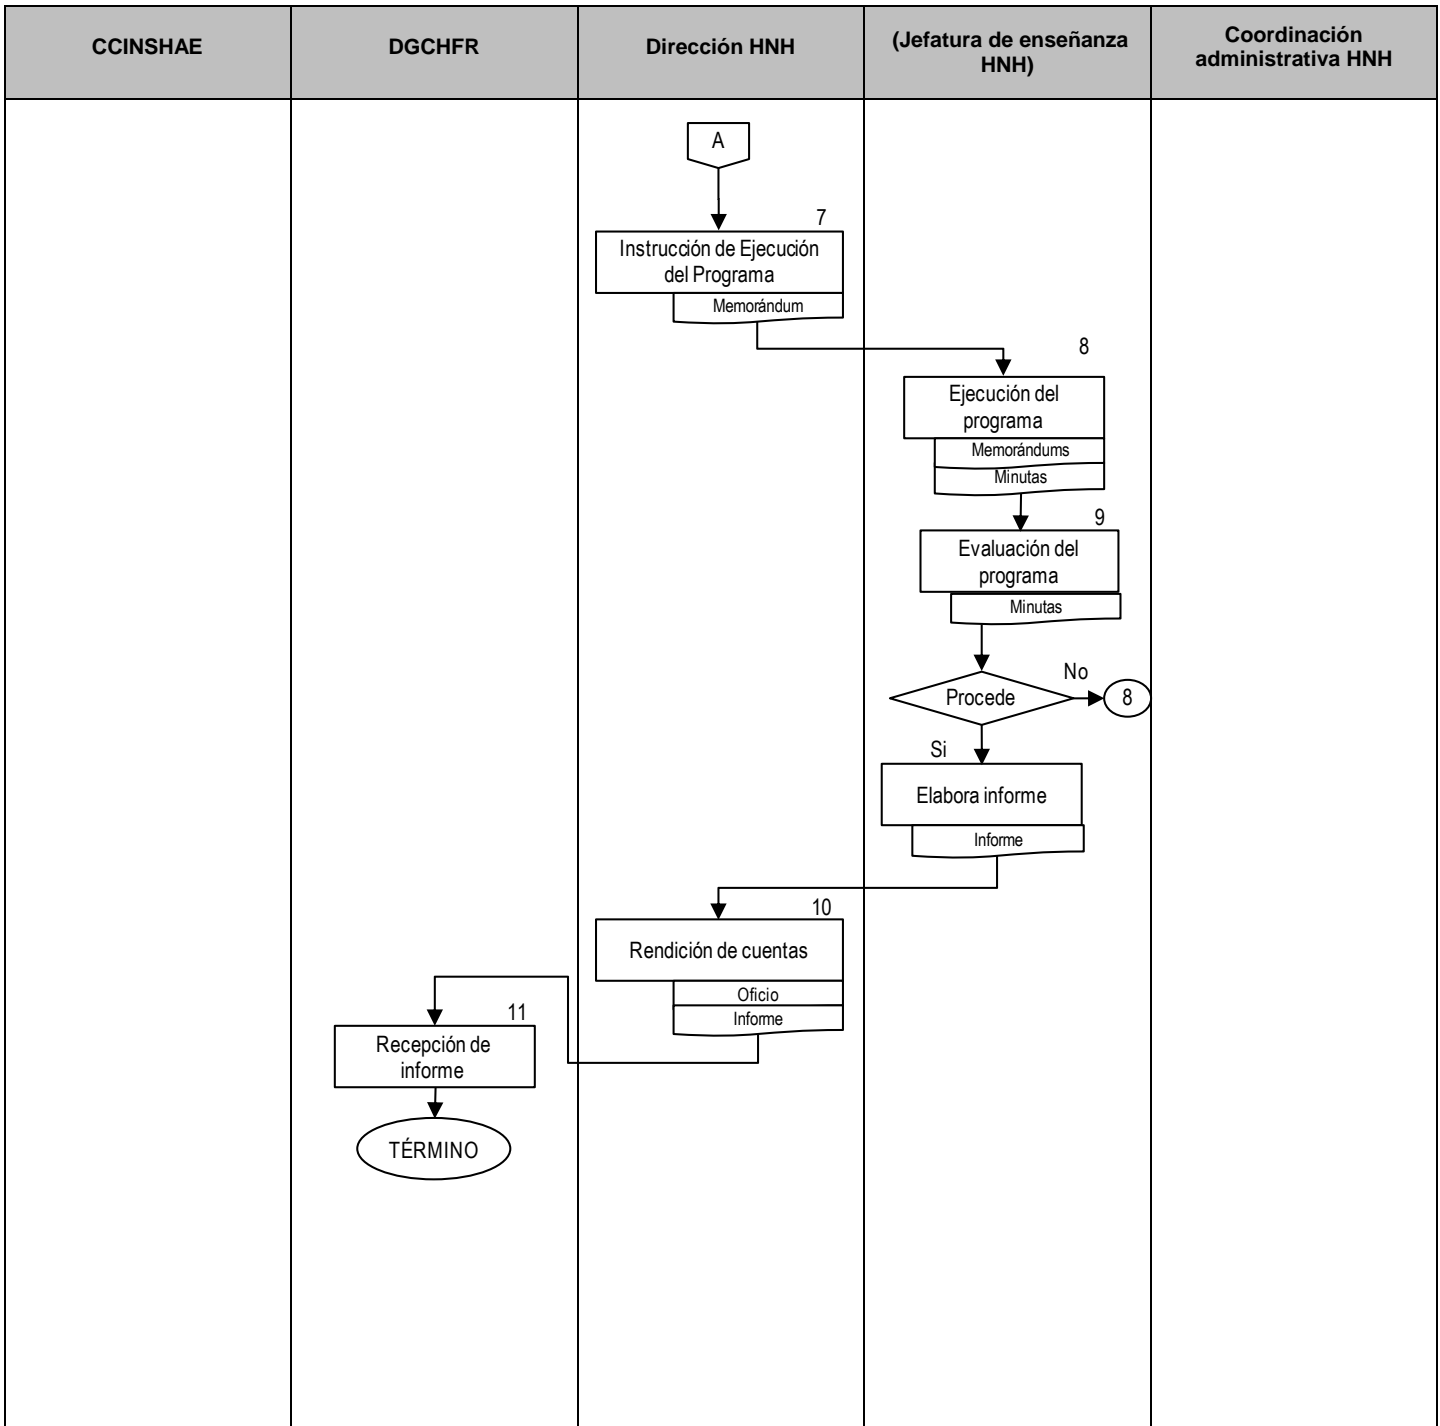 CCINSHAE
DGCHFR
Dirección HNH
(Jefatura de enseñanza
HNH)
Coordinación
administrativa HNH
A
7
Instrucción de Ejecución
del Programa
Memorándum
8
Ejecución del
programa
Memorándums
Minutas
9
Evaluación del
programa
Minutas
No
Procede
8
Si
Elabora informe
Informe
10
Rendición de cuentas
Oficio
Informe
11
Recepción de
informe
TÉRMINO